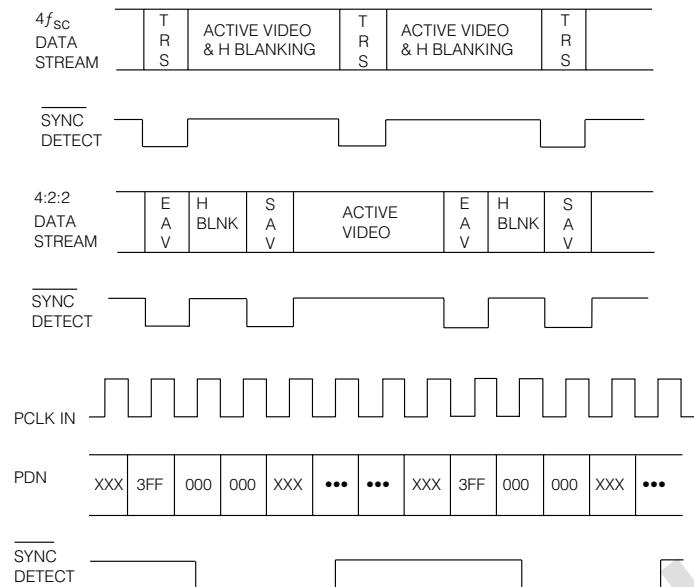 4fSC
DATA
STREAM
T
R
S
ACTIVE VIDEO
& H BLANKING
T
R
S
ACTIVE VIDEO
& H BLANKING
T
R
S
SYNC
DETECT
4:2:2
DATA
STREAM
E
A
V
H
BLNK
S
A
V
ACTIVE
VIDEO
E
A
V
H
BLNK
S
A
V
SYNC
DETECT
PCLK IN
PDN
XXX 3FF 000 000 XXX ••• ••• XXX 3FF 000 000 XXX •••
SYNC
DETECT